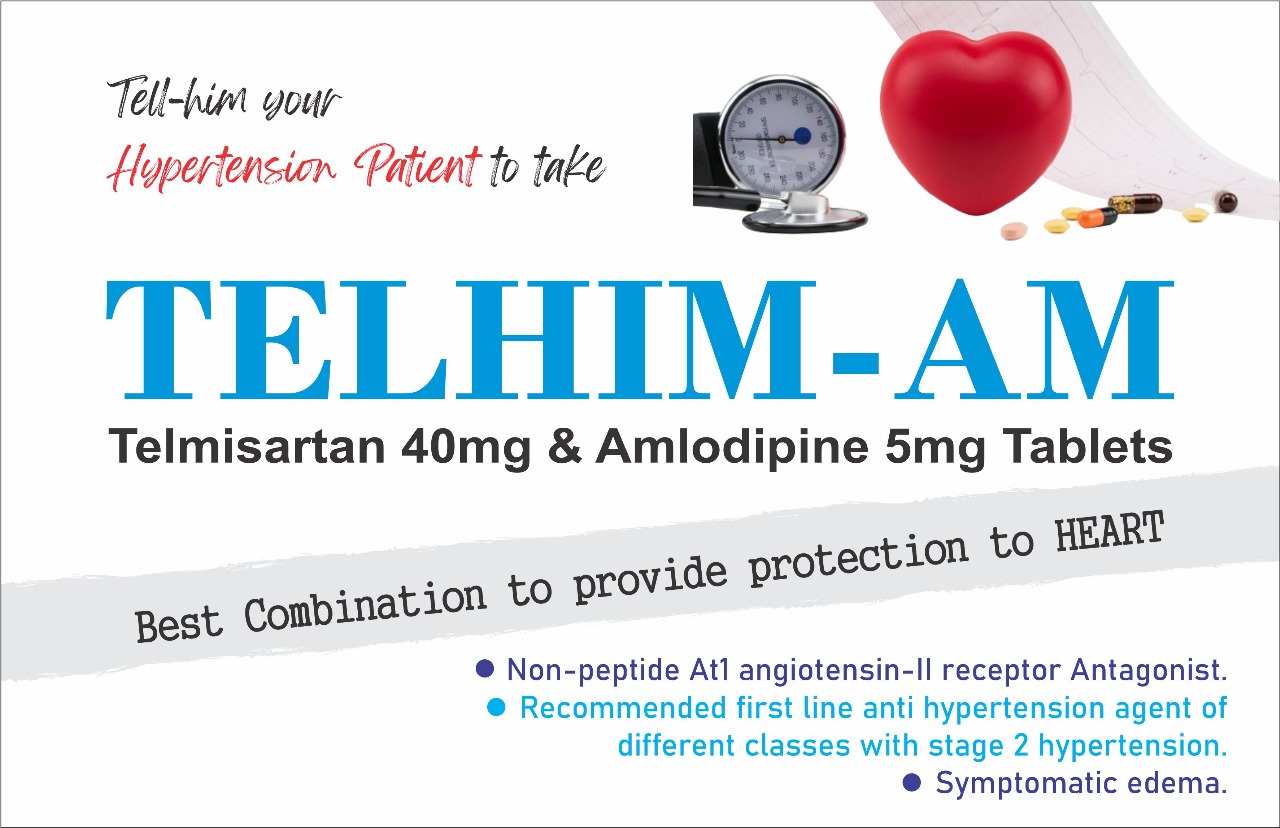 Tell-him your
Hypertension Patient to take
TELHIM-AM
Telmisartan 40mg & Amlodipine 5mg Tablets
Best Combination to provide protection to HEART
● Non-peptide At1 angiotensin-II receptor Antagonist.
● Recommended first line anti hypertension agent of
different classes with stage 2 hypertension.
● Symptomatic edema.